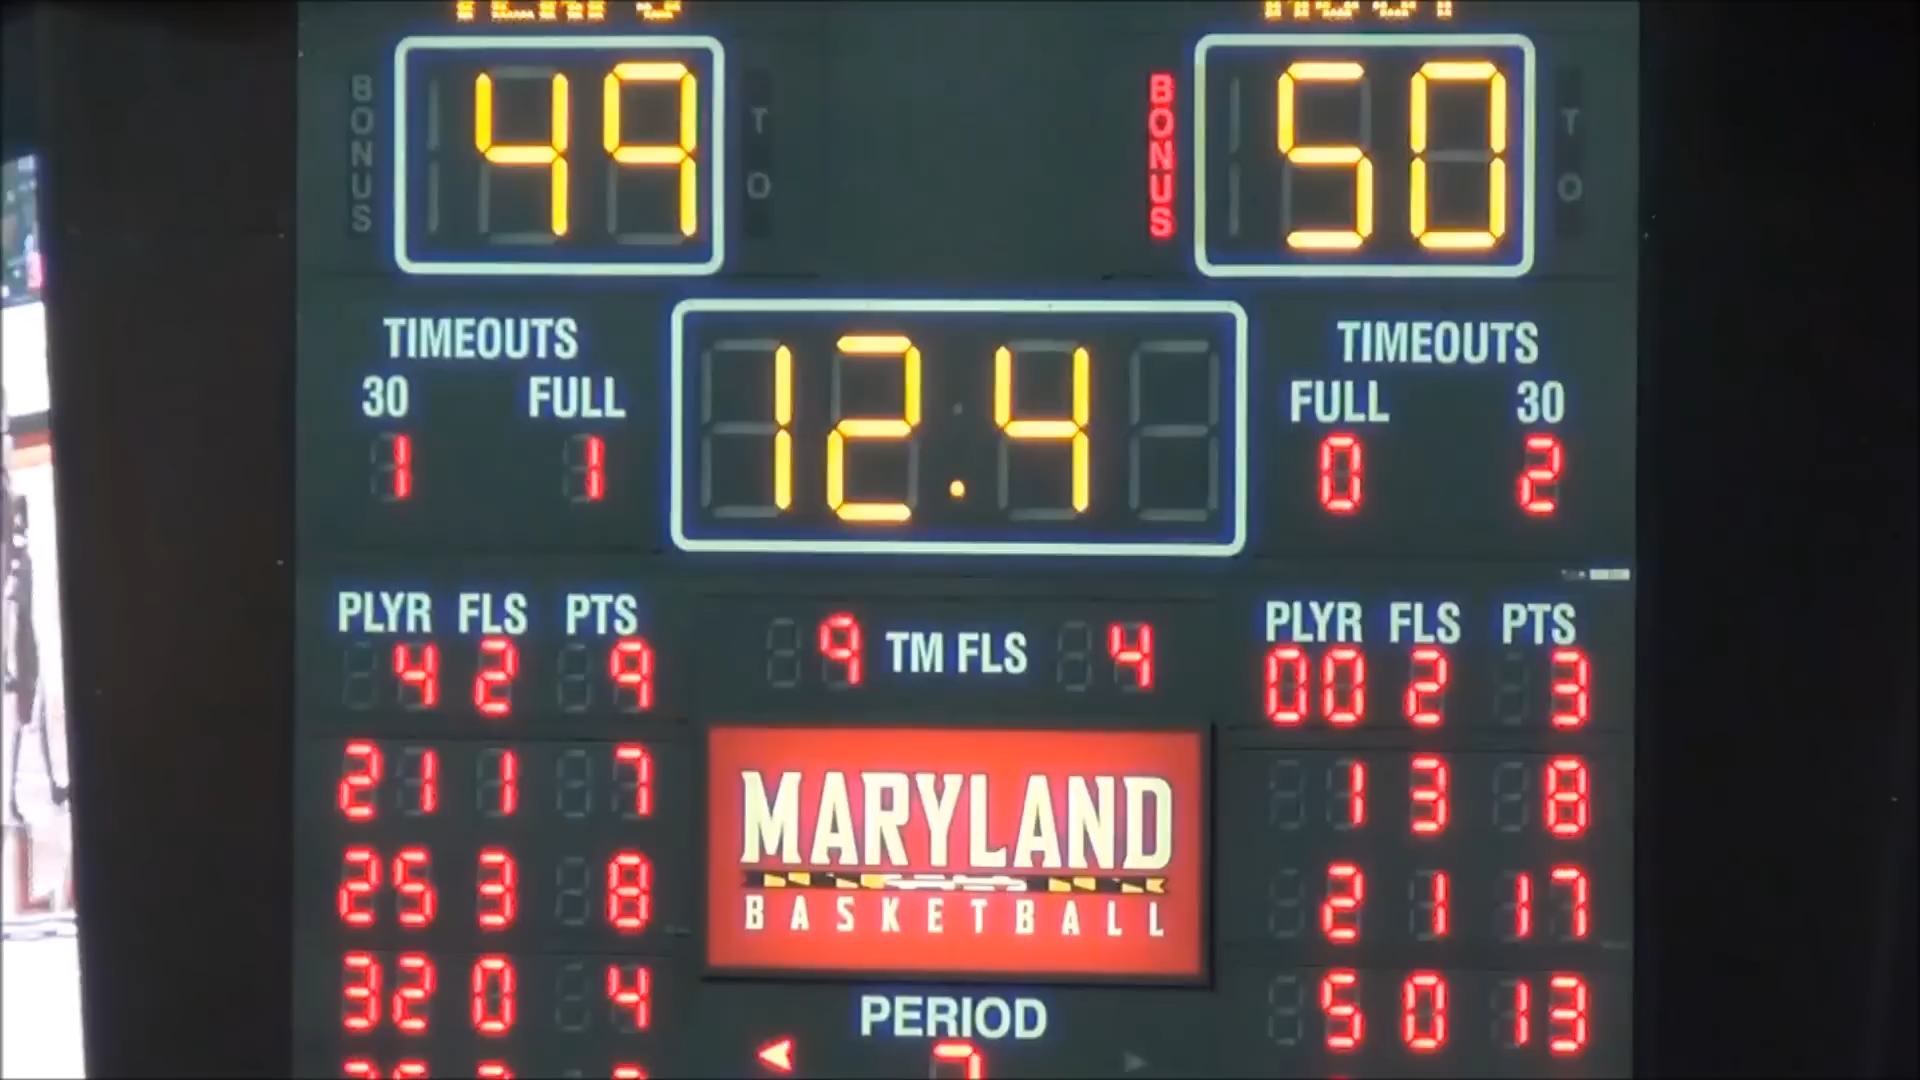 49 50
BONUS TO BONUS TO
TIMEOUTS TIMEOUTS
30 FULL FULL 30
1 1 0 2
12.4
PLYR FLS PTS 9 TM FLS 4 PLYR FLS PTS
4 2 9 00 2 3
21 1 7 1 3 8
25 3 8 2 1 17
32 0 4 5 0 13
MARYLAND
BASKETBALL
PERIOD